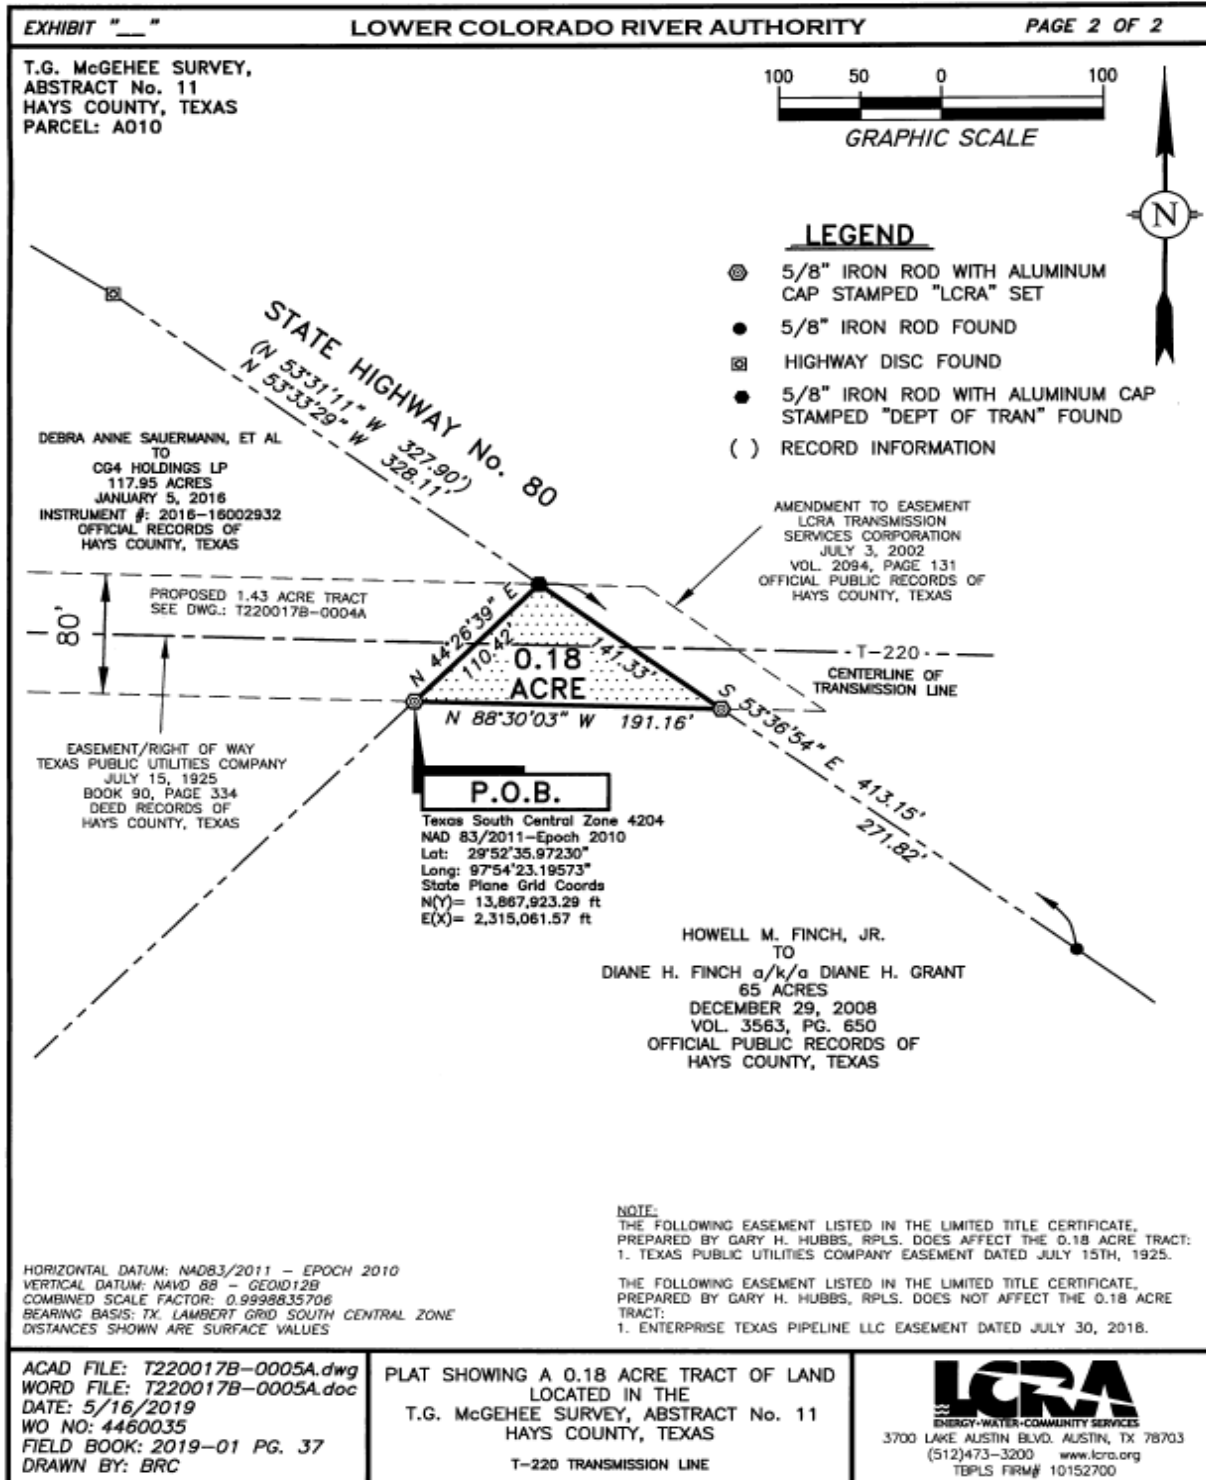 EXHIBIT "__"
LOWER COLORADO RIVER AUTHORITY
PAGE 2 OF 2
T.G. McGEHEE SURVEY,
ABSTRACT No. 11
HAYS COUNTY, TEXAS
PARCEL: A010
100 50 0 100
GRAPHIC SCALE
N
LEGEND
5/8" IRON ROD WITH ALUMINUM
CAP STAMPED "LCRA" SET
5/8" IRON ROD FOUND
HIGHWAY DISC FOUND
5/8" IRON ROD WITH ALUMINUM CAP
STAMPED "DEPT OF TRAN" FOUND
( ) RECORD INFORMATION
STATE HIGHWAY No. 80
(N 53°31'11" W 327.90')
N 53°33'29" W 328.11'
DEBRA ANNE SAUERMANN, ET AL
TO
CG4 HOLDINGS LP
117.95 ACRES
JANUARY 5, 2016
INSTRUMENT #: 2016-16002932
OFFICIAL RECORDS OF
HAYS COUNTY, TEXAS
AMENDMENT TO EASEMENT
LCRA TRANSMISSION
SERVICES CORPORATION
JULY 3, 2002
VOL. 2094, PAGE 131
OFFICIAL PUBLIC RECORDS OF
HAYS COUNTY, TEXAS
PROPOSED 1.43 ACRE TRACT
SEE DWG.: T220017B-0004A
80'
N 44°26'39" E
110.42'
0.18
ACRE
141.33'
T-220
CENTERLINE OF
TRANSMISSION LINE
N 88°30'03" W 191.16'
S 53°36'54" E 413.15'
271.82'
EASEMENT/RIGHT OF WAY
TEXAS PUBLIC UTILITIES COMPANY
JULY 15, 1925
BOOK 90, PAGE 334
DEED RECORDS OF
HAYS COUNTY, TEXAS
P.O.B.
Texas South Central Zone 4204
NAD 83/2011-Epoch 2010
Lat: 29°52'35.97230"
Long: 97°54'23.19573"
State Plane Grid Coords
N(Y)= 13,867,923.29 ft
E(X)= 2,315,061.57 ft
HOWELL M. FINCH, JR.
TO
DIANE H. FINCH a/k/a DIANE H. GRANT
65 ACRES
DECEMBER 29, 2008
VOL. 3563, PG. 650
OFFICIAL PUBLIC RECORDS OF
HAYS COUNTY, TEXAS
NOTE:
THE FOLLOWING EASEMENT LISTED IN THE LIMITED TITLE CERTIFICATE,
PREPARED BY GARY H. HUBBS, RPLS. DOES AFFECT THE 0.18 ACRE TRACT:
1. TEXAS PUBLIC UTILITIES COMPANY EASEMENT DATED JULY 15TH, 1925.
THE FOLLOWING EASEMENT LISTED IN THE LIMITED TITLE CERTIFICATE,
PREPARED BY GARY H. HUBBS, RPLS. DOES NOT AFFECT THE 0.18 ACRE
TRACT:
1. ENTERPRISE TEXAS PIPELINE LLC EASEMENT DATED JULY 30, 2018.
HORIZONTAL DATUM: NAD83/2011 - EPOCH 2010
VERTICAL DATUM: NAVD 88 - GEOID12B
COMBINED SCALE FACTOR: 0.9998835706
BEARING BASIS: TX. LAMBERT GRID SOUTH CENTRAL ZONE
DISTANCES SHOWN ARE SURFACE VALUES
ACAD FILE: T220017B-0005A.dwg
WORD FILE: T220017B-0005A.doc
DATE: 5/16/2019
WO NO: 4460035
FIELD BOOK: 2019-01 PG. 37
DRAWN BY: BRC
PLAT SHOWING A 0.18 ACRE TRACT OF LAND
LOCATED IN THE
T.G. McGEHEE SURVEY, ABSTRACT No. 11
HAYS COUNTY, TEXAS
T-220 TRANSMISSION LINE
LCRA
ENERGY•WATER•COMMUNITY SERVICES
3700 LAKE AUSTIN BLVD. AUSTIN, TX 78703
(512)473-3200 www.lcra.org
TBPLS FIRM# 10152700